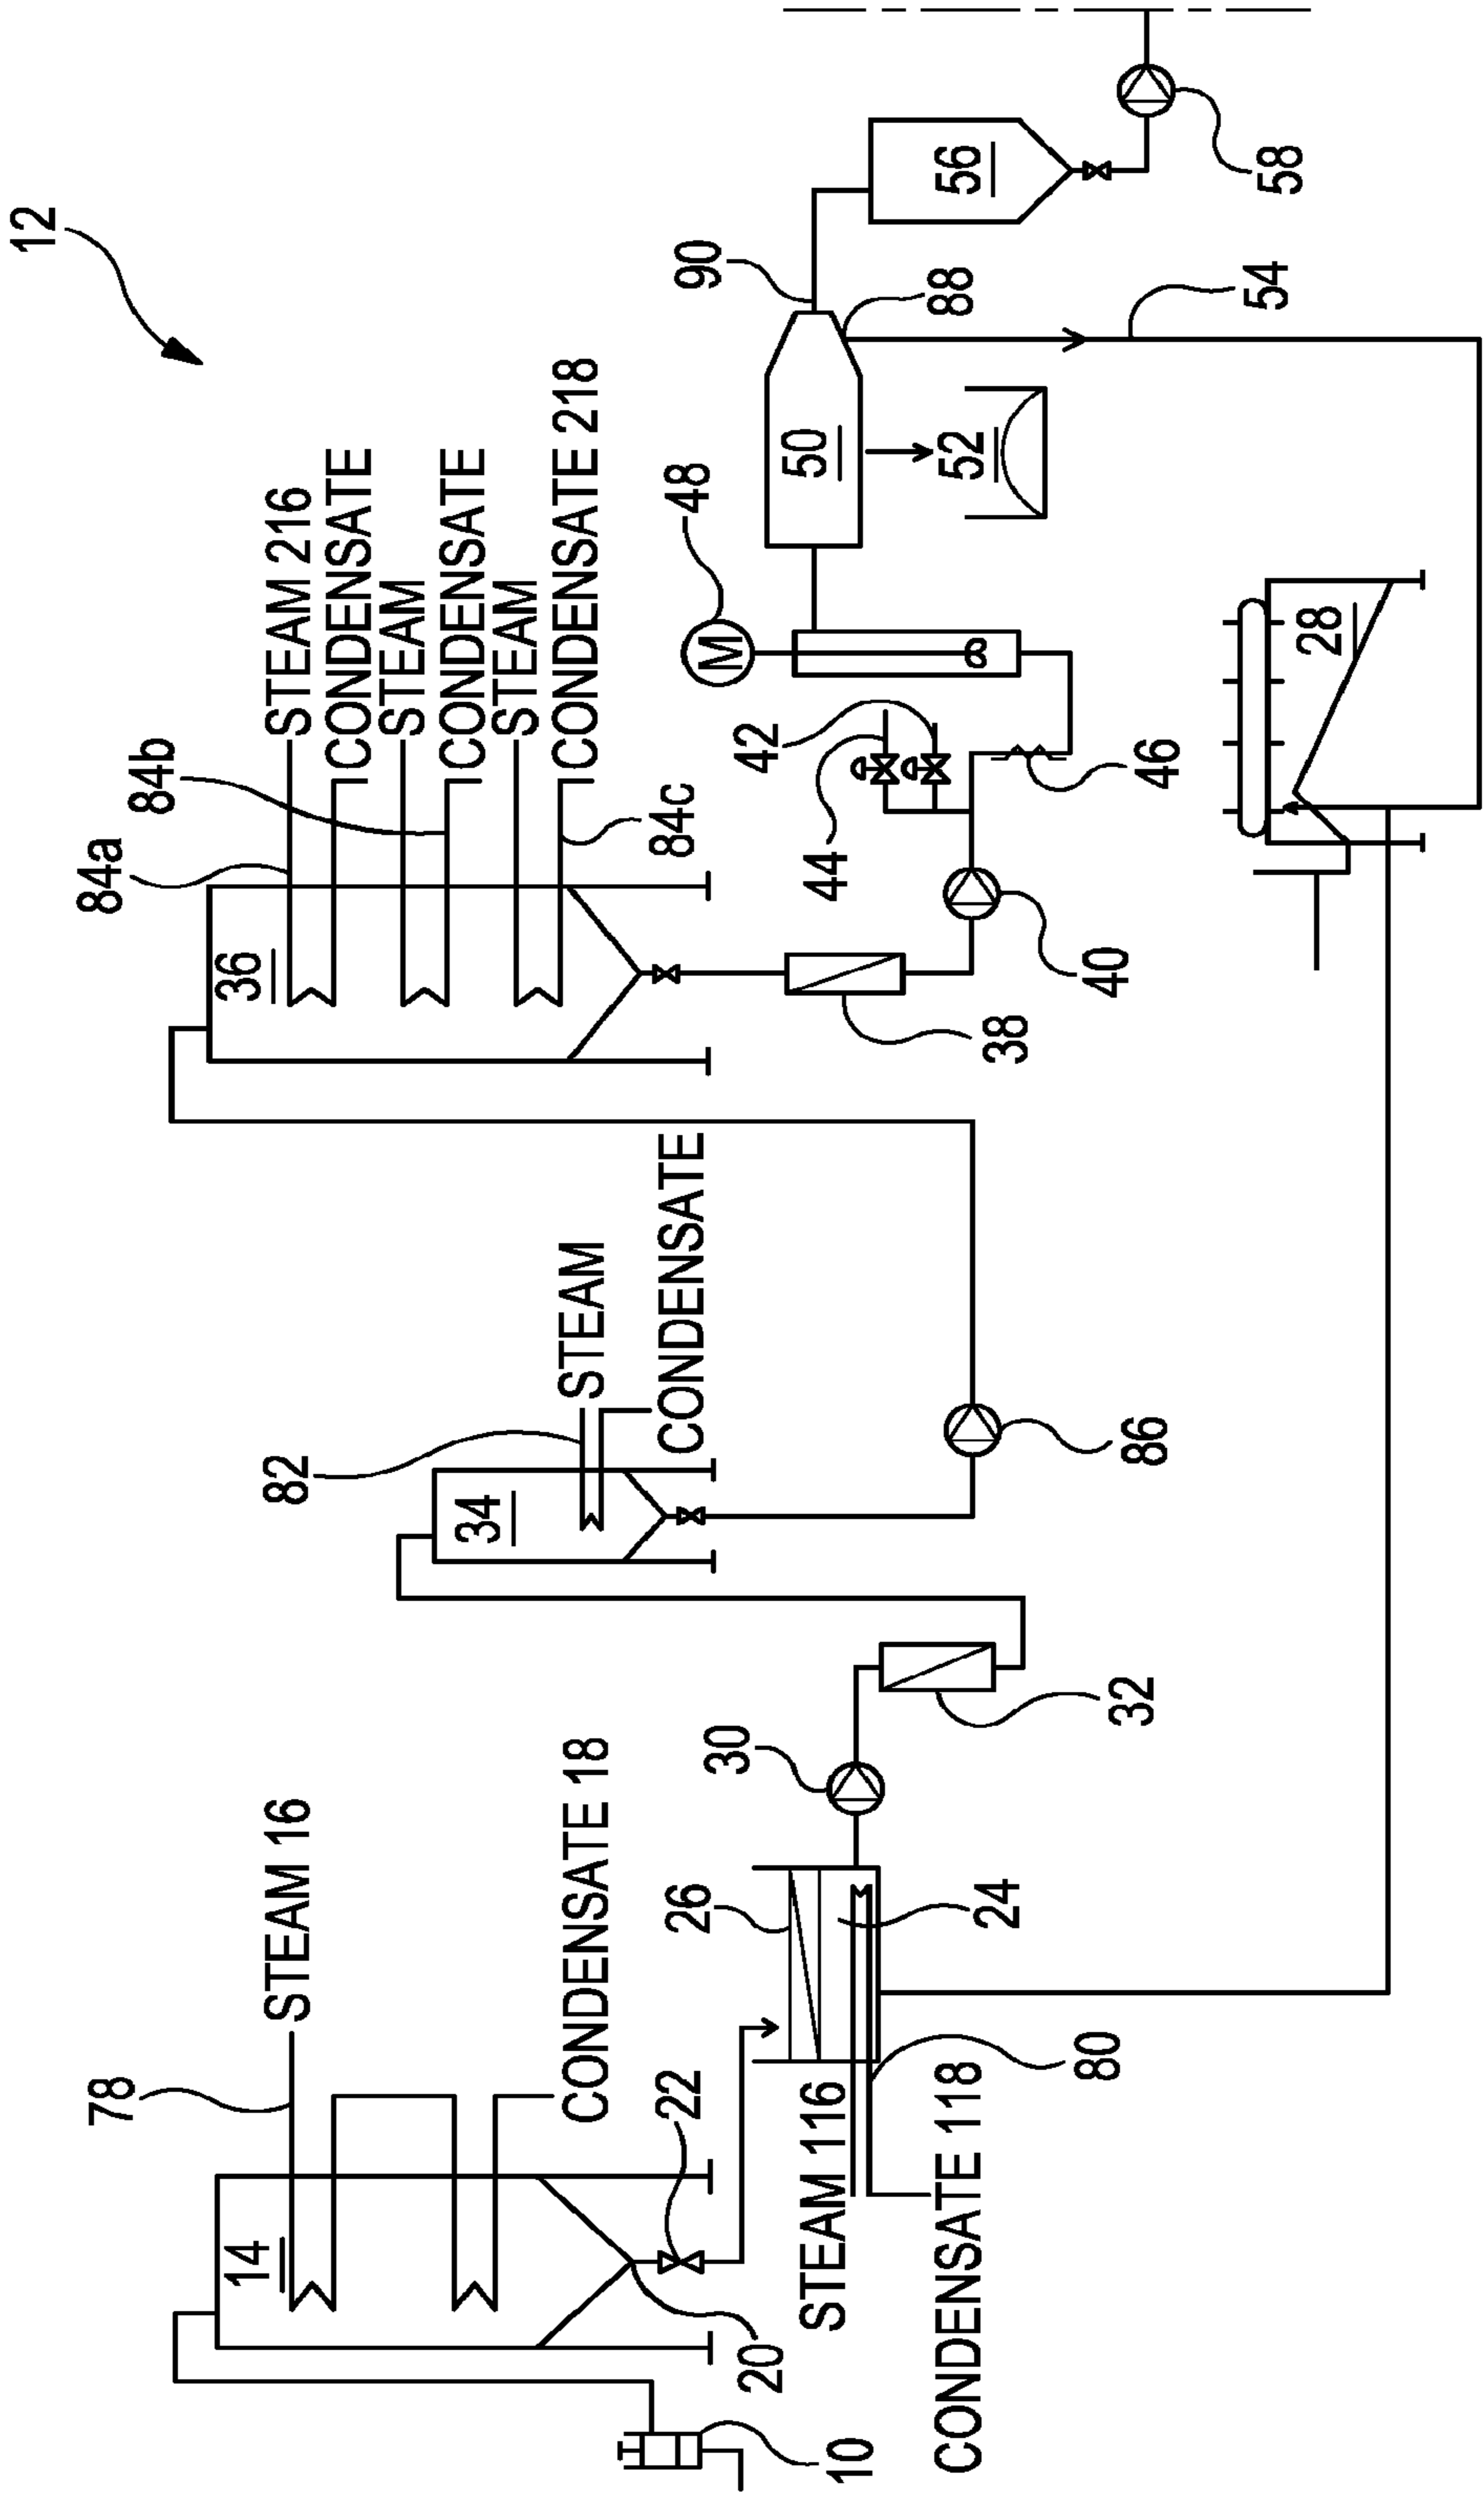 12
78
STEAM 16
14
CONDENSATE 18
22
20
10
STEAM 116
CONDENSATE 118
80
26
24
30
32
82
STEAM
CONDENSATE
34
86
84a
84b
STEAM 216
CONDENSATE
STEAM
CONDENSATE
STEAM
CONDENSATE 218
84c
36
38
40
44
42
46
48
M
50
52
90
88
54
56
58
28